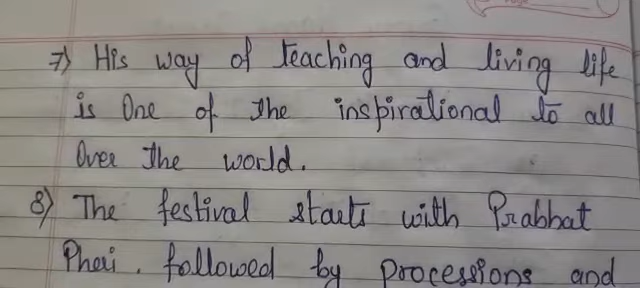 7) His way of teaching and living life
is One of the inspirational to all
Over the world.
8) The festival starts with Prabhat
Pheri. followed by processions and